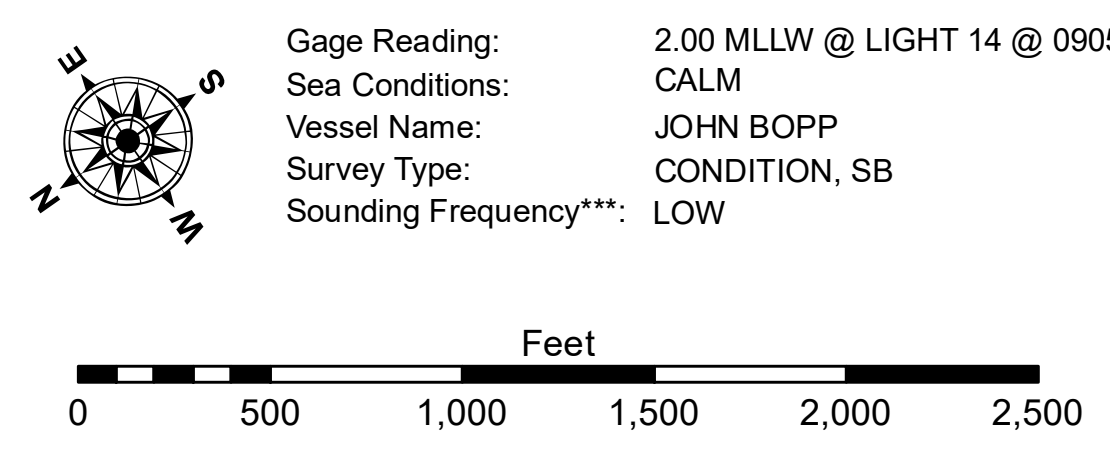 E
S
N
W
Gage Reading: 2.00 MLLW @ LIGHT 14 @ 0905
Sea Conditions: CALM
Vessel Name: JOHN BOPP
Survey Type: CONDITION, SB
Sounding Frequency***: LOW
Feet
0 500 1,000 1,500 2,000 2,500